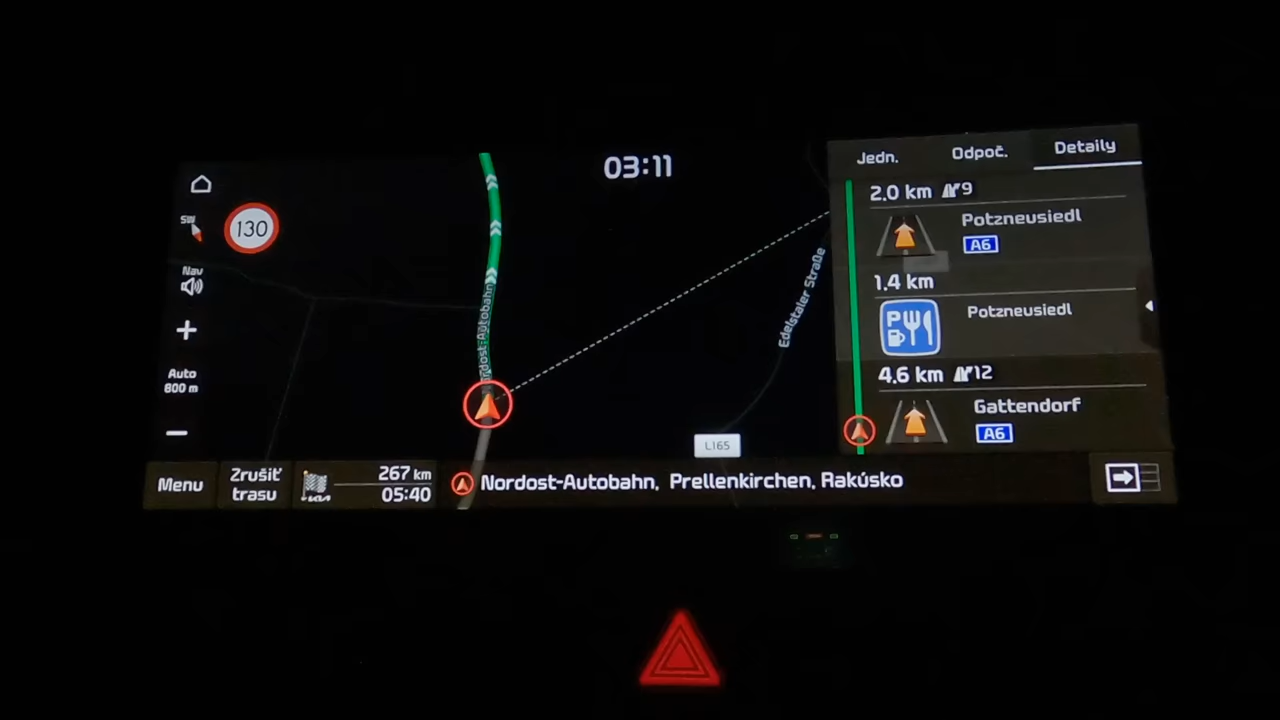 03:11
SW
130
Nav
Auto
800 m
Nordost-Autobahn
Edelstaler Straße
L165
Jedn.
Odpoč.
Detaily
2.0 km 9
Potzneusiedl
A6
1.4 km
P
Potzneusiedl
4.6 km 12
Gattendorf
A6
Menu
Zrušiť
trasu
KIA
267 km
05:40
Nordost-Autobahn, Prellenkirchen, Rakúsko